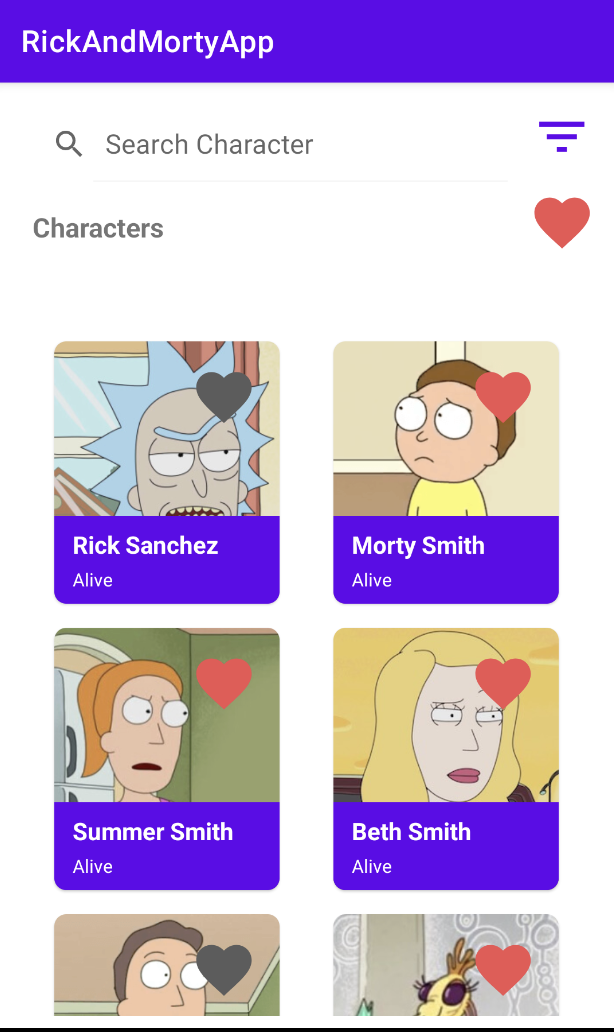 RickAndMortyApp
Search Character
Characters
Rick Sanchez
Alive
Morty Smith
Alive
Summer Smith
Alive
Beth Smith
Alive